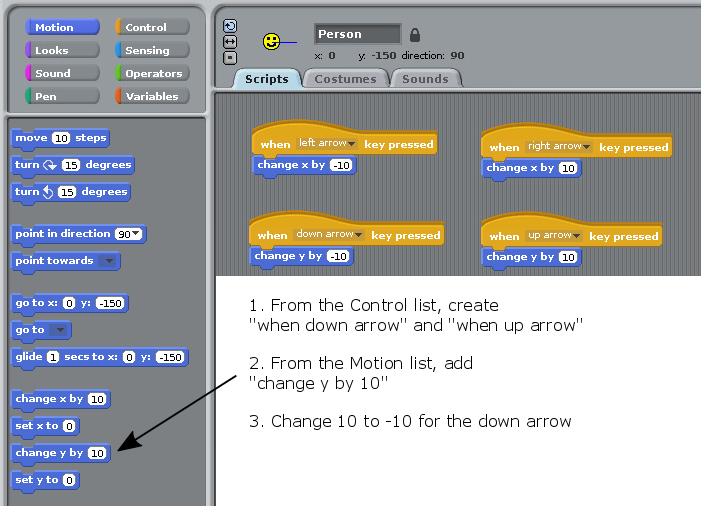 Motion Control
Looks Sensing
Sound Operators
Pen Variables
move 10 steps
turn 15 degrees
turn 15 degrees
point in direction 90
point towards
go to x: 0 y: -150
go to
glide 1 secs to x: 0 y: -150
change x by 10
set x to 0
change y by 10
set y to 0
Person
x: 0 y: -150 direction: 90
Scripts Costumes Sounds
when left arrow key pressed
change x by -10
when right arrow key pressed
change x by 10
when down arrow key pressed
change y by -10
when up arrow key pressed
change y by 10
1. From the Control list, create
"when down arrow" and "when up arrow"
2. From the Motion list, add
"change y by 10"
3. Change 10 to -10 for the down arrow